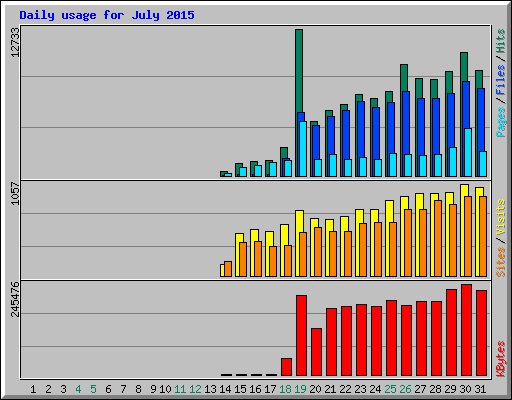 Daily usage for July 2015
12733
1057
245476
Pages / Files / Hits
Sites / Visits
KBytes
1 2 3 4 5 6 7 8 9 10 11 12 13 14 15 16 17 18 19 20 21 22 23 24 25 26 27 28 29 30 31